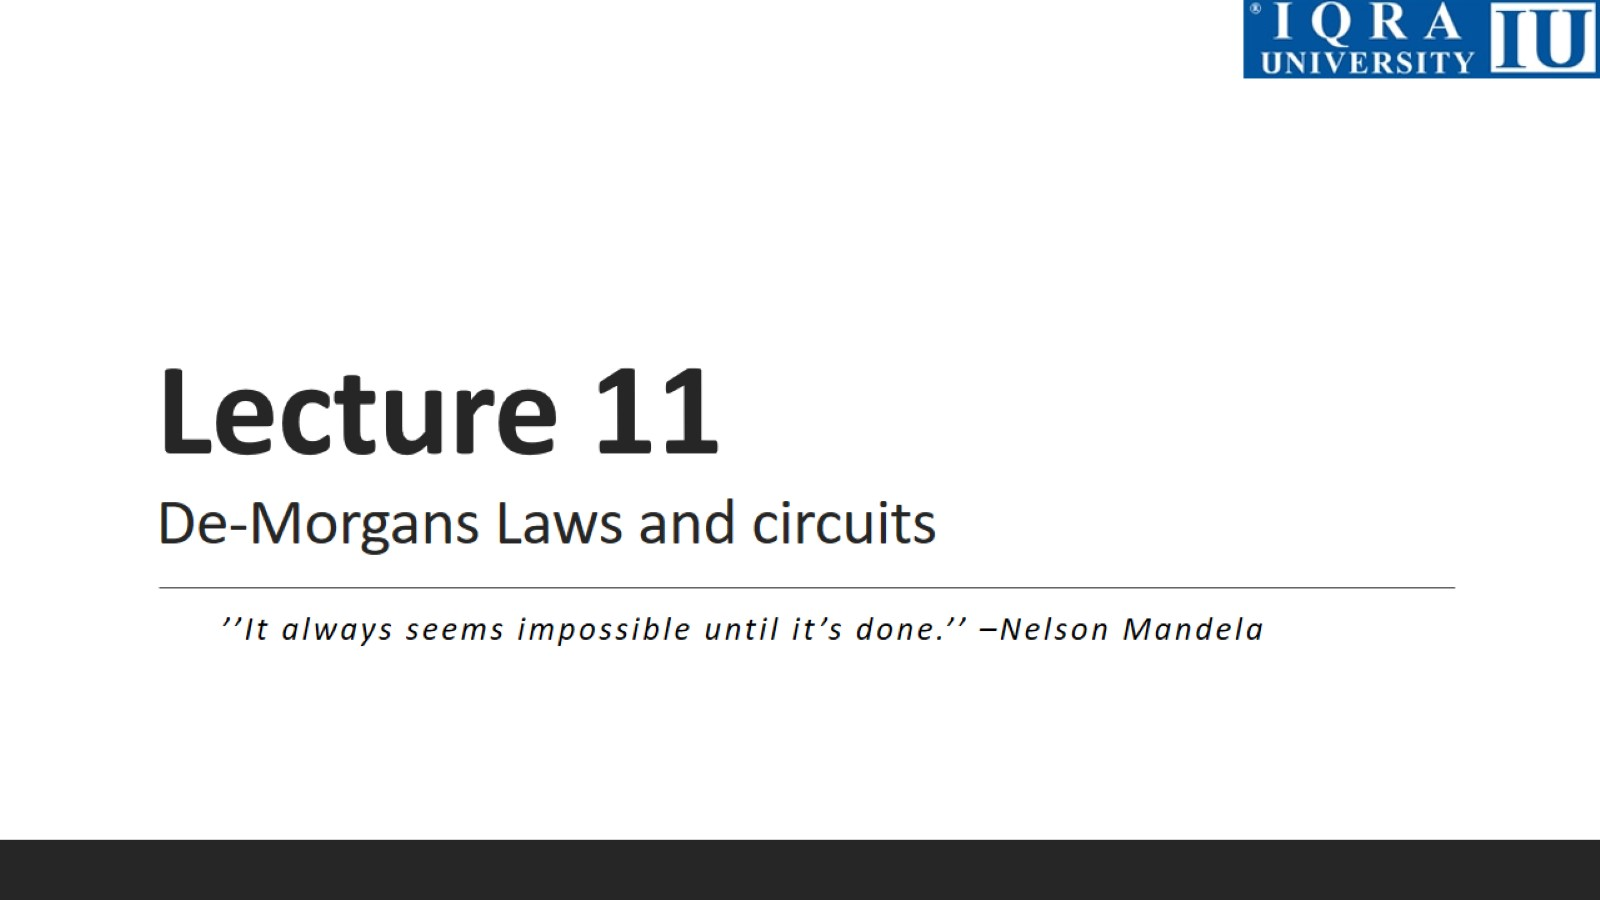 ® IQRA
UNIVERSITY IU
Lecture 11
De-Morgans Laws and circuits
’’It always seems impossible until it’s done.’’ –Nelson Mandela